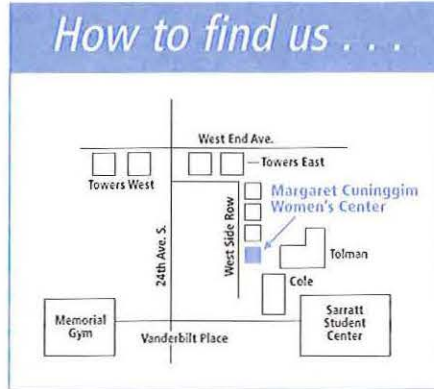 How to find us . . .
West End Ave.
Towers East
Towers West
Margaret Cuninggim
Women's Center
24th Ave. S.
West Side Row
Tolman
Cole
Memorial
Gym
Vanderbilt Place
Sarratt
Student
Center